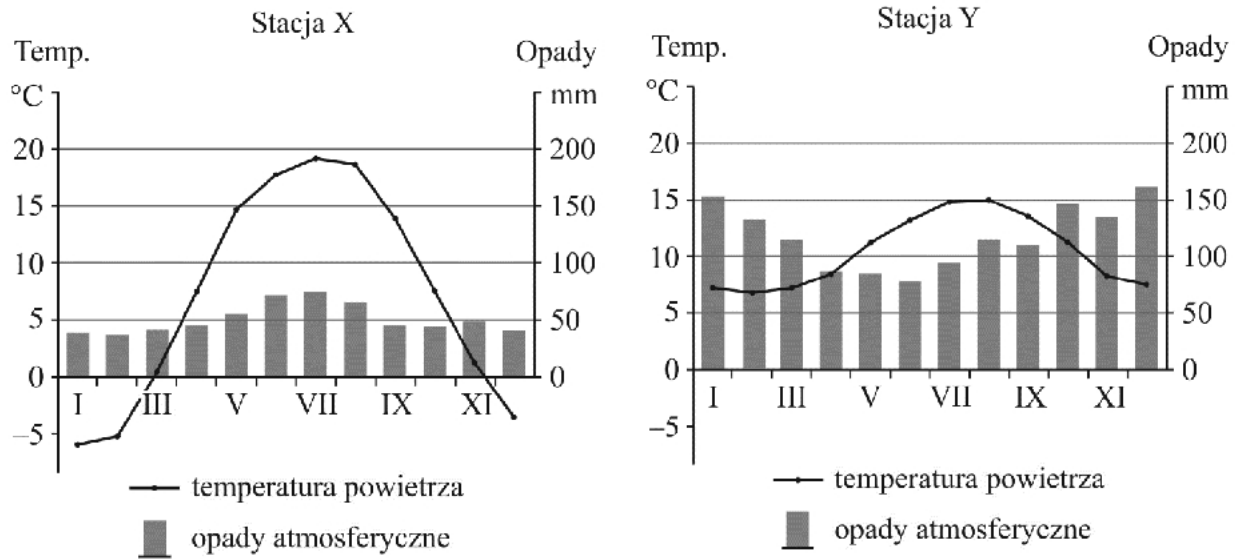 Stacja X
Temp.
Opady
°C
mm
20
200
15
150
10
100
5
50
0
0
I
III
V
VII
IX
XI
–5
temperatura powietrza
opady atmosferyczne
Stacja Y
Temp.
Opady
°C
mm
20
200
15
150
10
100
5
50
0
0
I
III
V
VII
IX
XI
–5
temperatura powietrza
opady atmosferyczne